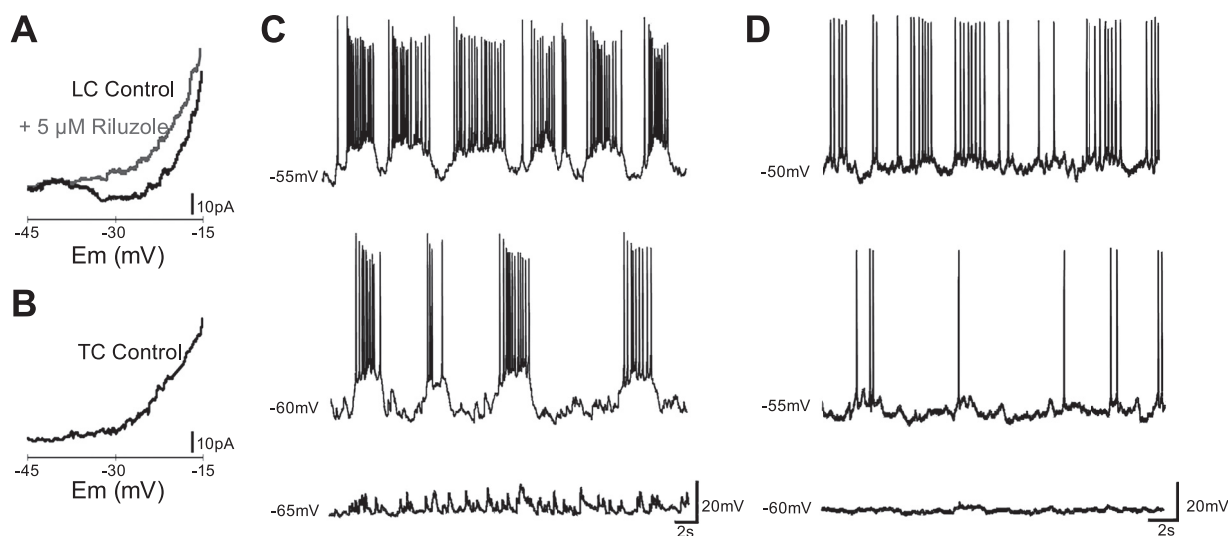 A
LC Control
+ 5 µM Riluzole
10pA
-45 -30 -15
Em (mV)
B
TC Control
10pA
-45 -30 -15
Em (mV)
C
-55mV
-60mV
-65mV
20mV
2s
D
-50mV
-55mV
-60mV
20mV
2s